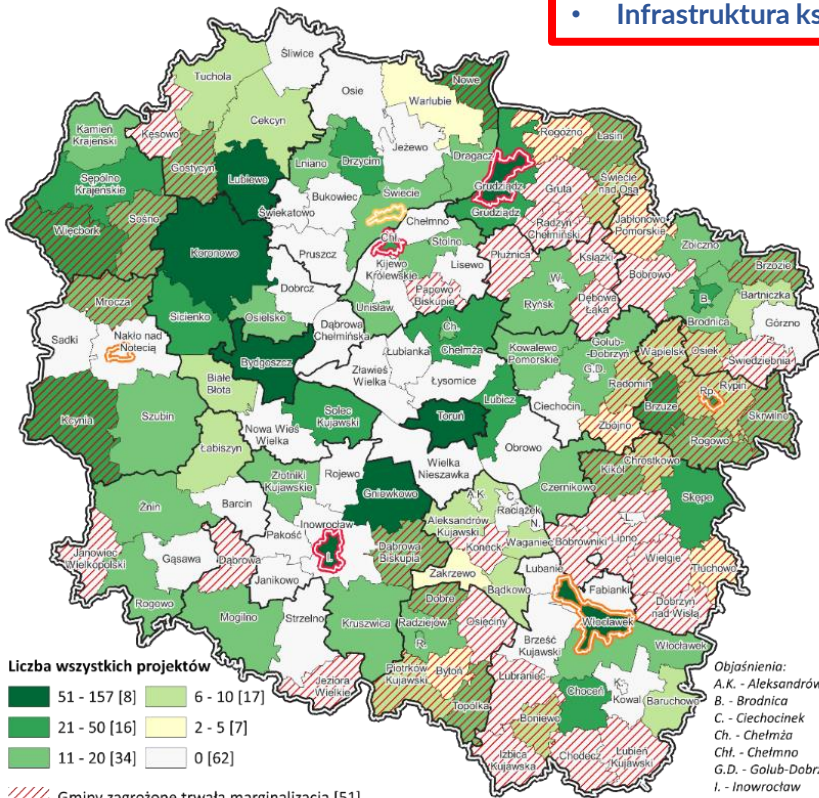 • Infrastruktura ks
Śliwice
Tuchola
Osie
Nowe
Warlubie
Kęsowo
Cekcyn
Kamień
Krajeński
Jeżewo
Rogóźno
Łasin
Gostycyn
Lniano
Drzycim
Dragacz
Sępólno
Krajeńskie
Lubiewo
Bukowiec
Świecie
Grudziądz
Gruta
Świecie
nad Osą
Świekatowo
Chełmno
Grudziądz
Jabłonowo
Pomorskie
Więcbork
Sośno
Koronowo
Pruszcz
Chł.
Stolno
Radzyń
Chełmiński
Zbiczno
Kijewo
Królewskie
Lisewo
Płużnica
Książki
Bobrowo
Brzozie
Dobrcz
Papowo
Biskupie
W.
Dębowa
Łąka
B.
Bartniczka
Mrocza
Sicienko
Osielsko
Unisław
Ryńsk
Brodnica
Górzno
Sadki
Nakło nad
Notecią
Dąbrowa
Chełmińska
Ch.
Chełmża
Kowalewo
Pomorskie
Golub-
Dobrzyń
Wąpielsk
Osiek
Świedziebnia
Bydgoszcz
Łubianka
G.D.
Białe
Błota
Zławieś
Wielka
Łysomice
Radomin
Rp.
Rypin
Kcynia
Szubin
Solec
Kujawski
Toruń
Lubicz
Ciechocin
Zbójno
Brzuze
Skrwilno
Łabiszyn
Nowa Wieś
Wielka
Obrowo
Rogowo
Wielka
Nieszawka
Chrostkowo
Złotniki
Kujawskie
Rojewo
Gniewkowo
Czernikowo
Kikół
Skępe
Żnin
Barcin
Inowrocław
A.K.
C.
Raciążek
L.
Pakość
Aleksandrów
Kujawski
N.
Bobrowniki
Lipno
Janowiec
Wielkopolski
Gąsawa
Dąbrowa
I.
Dąbrowa
Biskupia
Koneck
Waganiec
Wielgie
Tłuchowo
Janikowo
Zakrzewo
Lubanie
Fabianki
Rogowo
Bądkowo
Dobrzyń
nad Wisłą
Mogilno
Strzelno
Kruszwica
Dobre
Włocławek
Radziejów
Osięciny
Brześć
Kujawski
Włocławek
R.
Jeziora
Wielkie
Piotrków
Kujawski
Bytoń
Lubraniec
Choceń
Kowal
Baruchowo
Topólka
Boniewo
Izbica
Kujawska
Chodecz
Lubień
Kujawski
Liczba wszystkich projektów
51 - 157 [8]
6 - 10 [17]
21 - 50 [16]
2 - 5 [7]
11 - 20 [34]
0 [62]
Gminy zagrożone trwałą marginalizacją [51]
Objaśnienia:
A.K. - Aleksandrów
B. - Brodnica
C. - Ciechocinek
Ch. - Chełmża
Chł. - Chełmno
G.D. - Golub-Dobrz
I. - Inowrocław